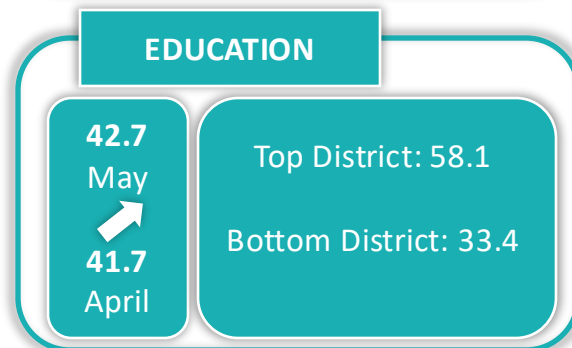 EDUCATION
42.7
May
41.7
April
Top District: 58.1
Bottom District: 33.4